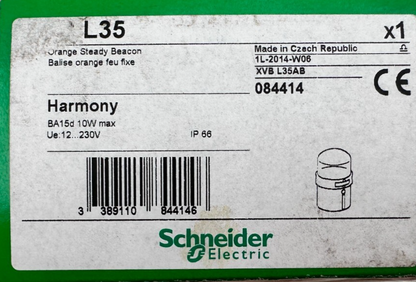 L35
x1
Orange Steady Beacon
Balise orange feu fixe
Made in Czech Republic
1L-2014-W06
XVB L35AB
084414
CE
Harmony
BA15d 10W max
Ue:12...230V
IP 66
3 389110 844146
Schneider
Electric